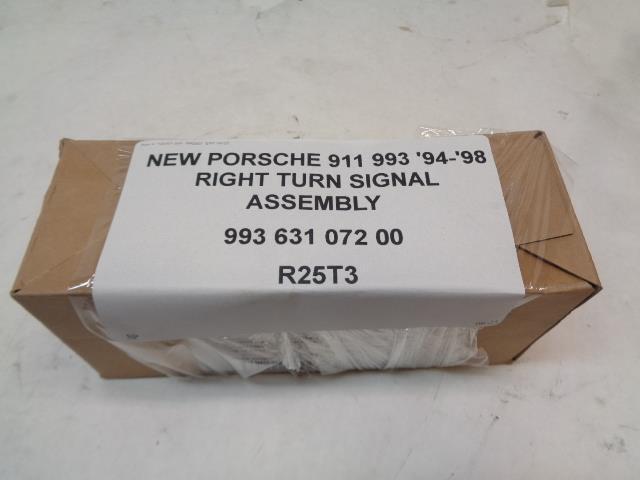 NEW PORSCHE 911 993 '94-'98
RIGHT TURN SIGNAL
ASSEMBLY
993 631 072 00
R25T3